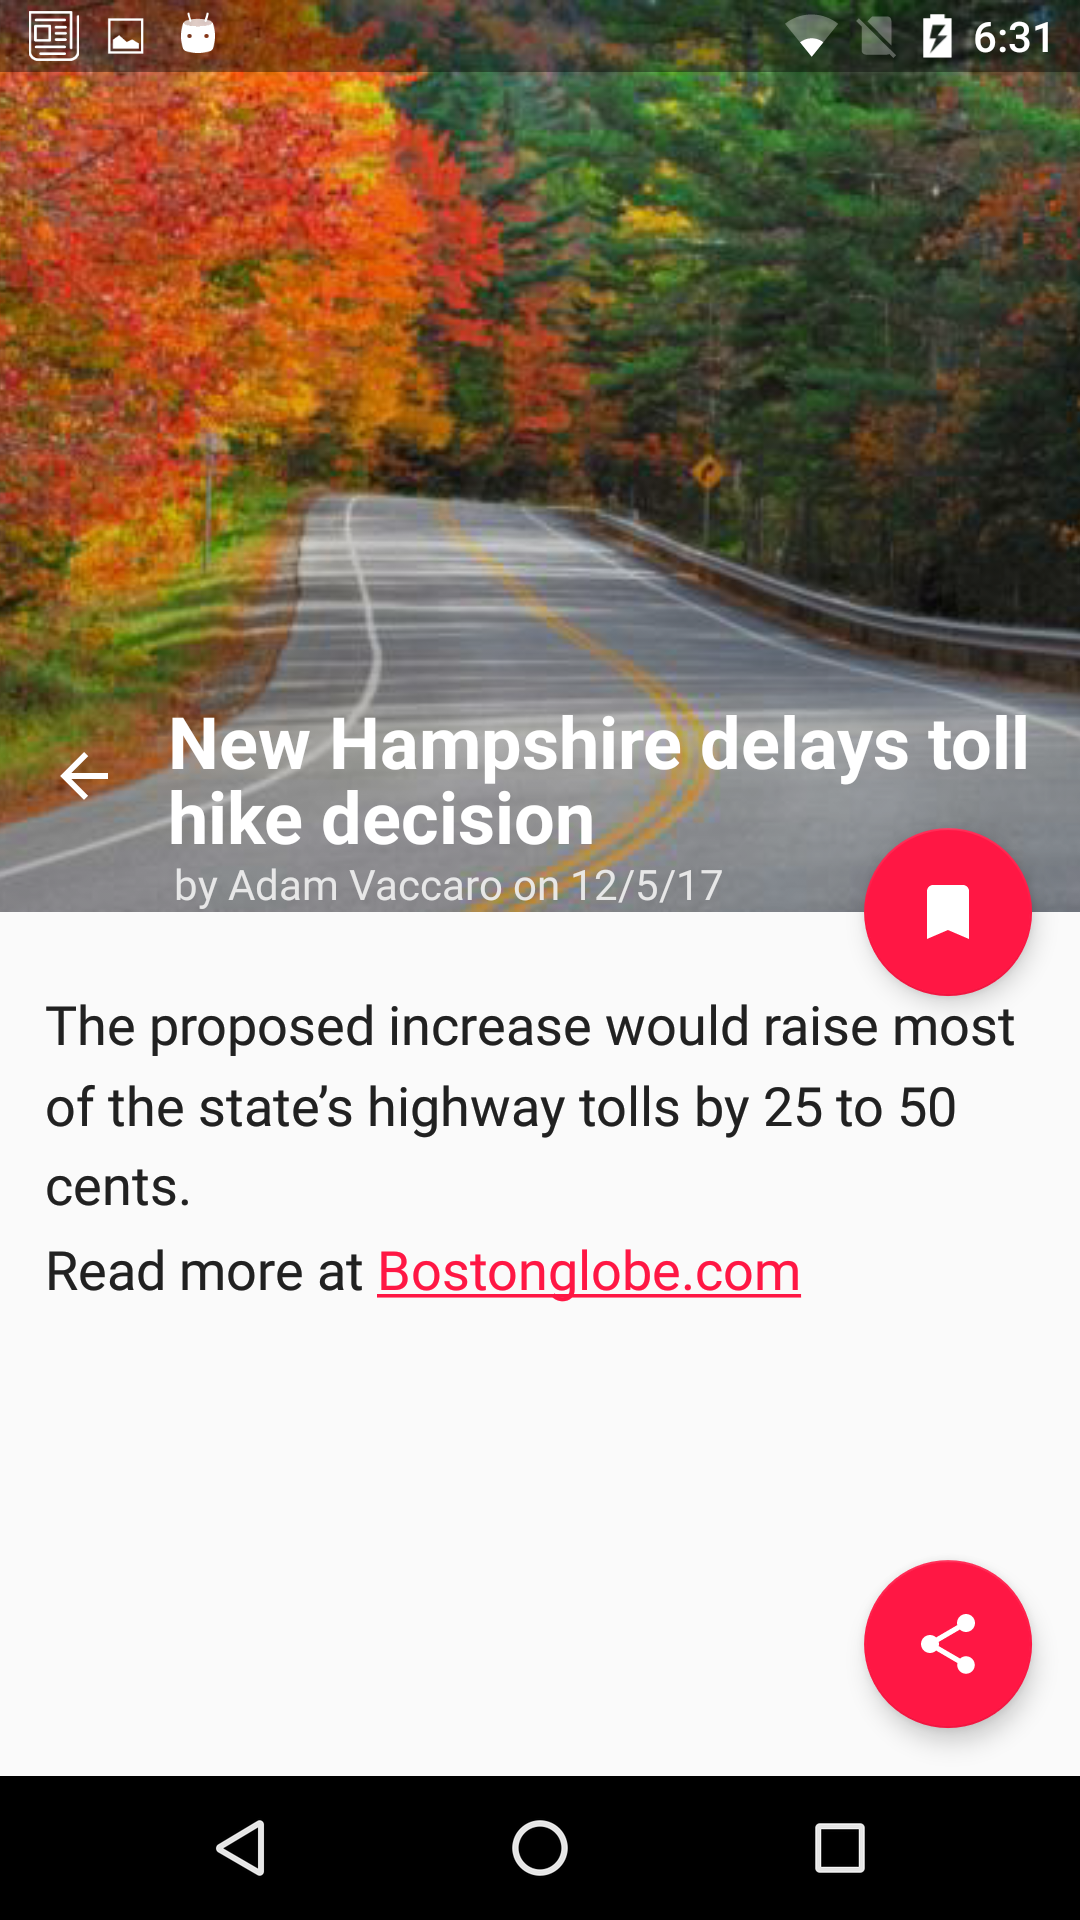 6:31
New Hampshire delays toll
hike decision
by Adam Vaccaro on 12/5/17
The proposed increase would raise most
of the state’s highway tolls by 25 to 50
cents.
Read more at Bostonglobe.com